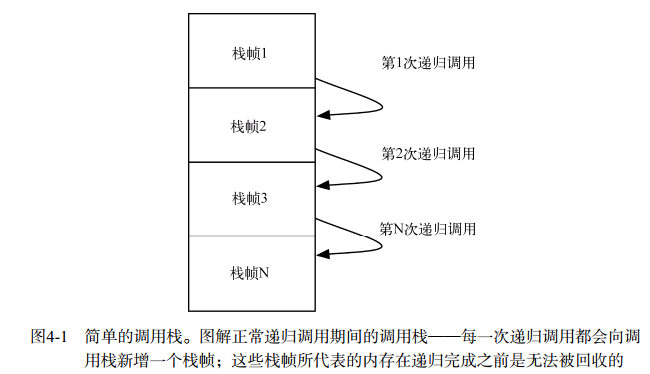 栈帧1
第1次递归调用
栈帧2
第2次递归调用
栈帧3
第N次递归调用
栈帧N
图4-1 简单的调用栈。图解正常递归调用期间的调用栈——每一次递归调用都会向调
用栈新增一个栈帧；这些栈帧所代表的内存在递归完成之前是无法被回收的